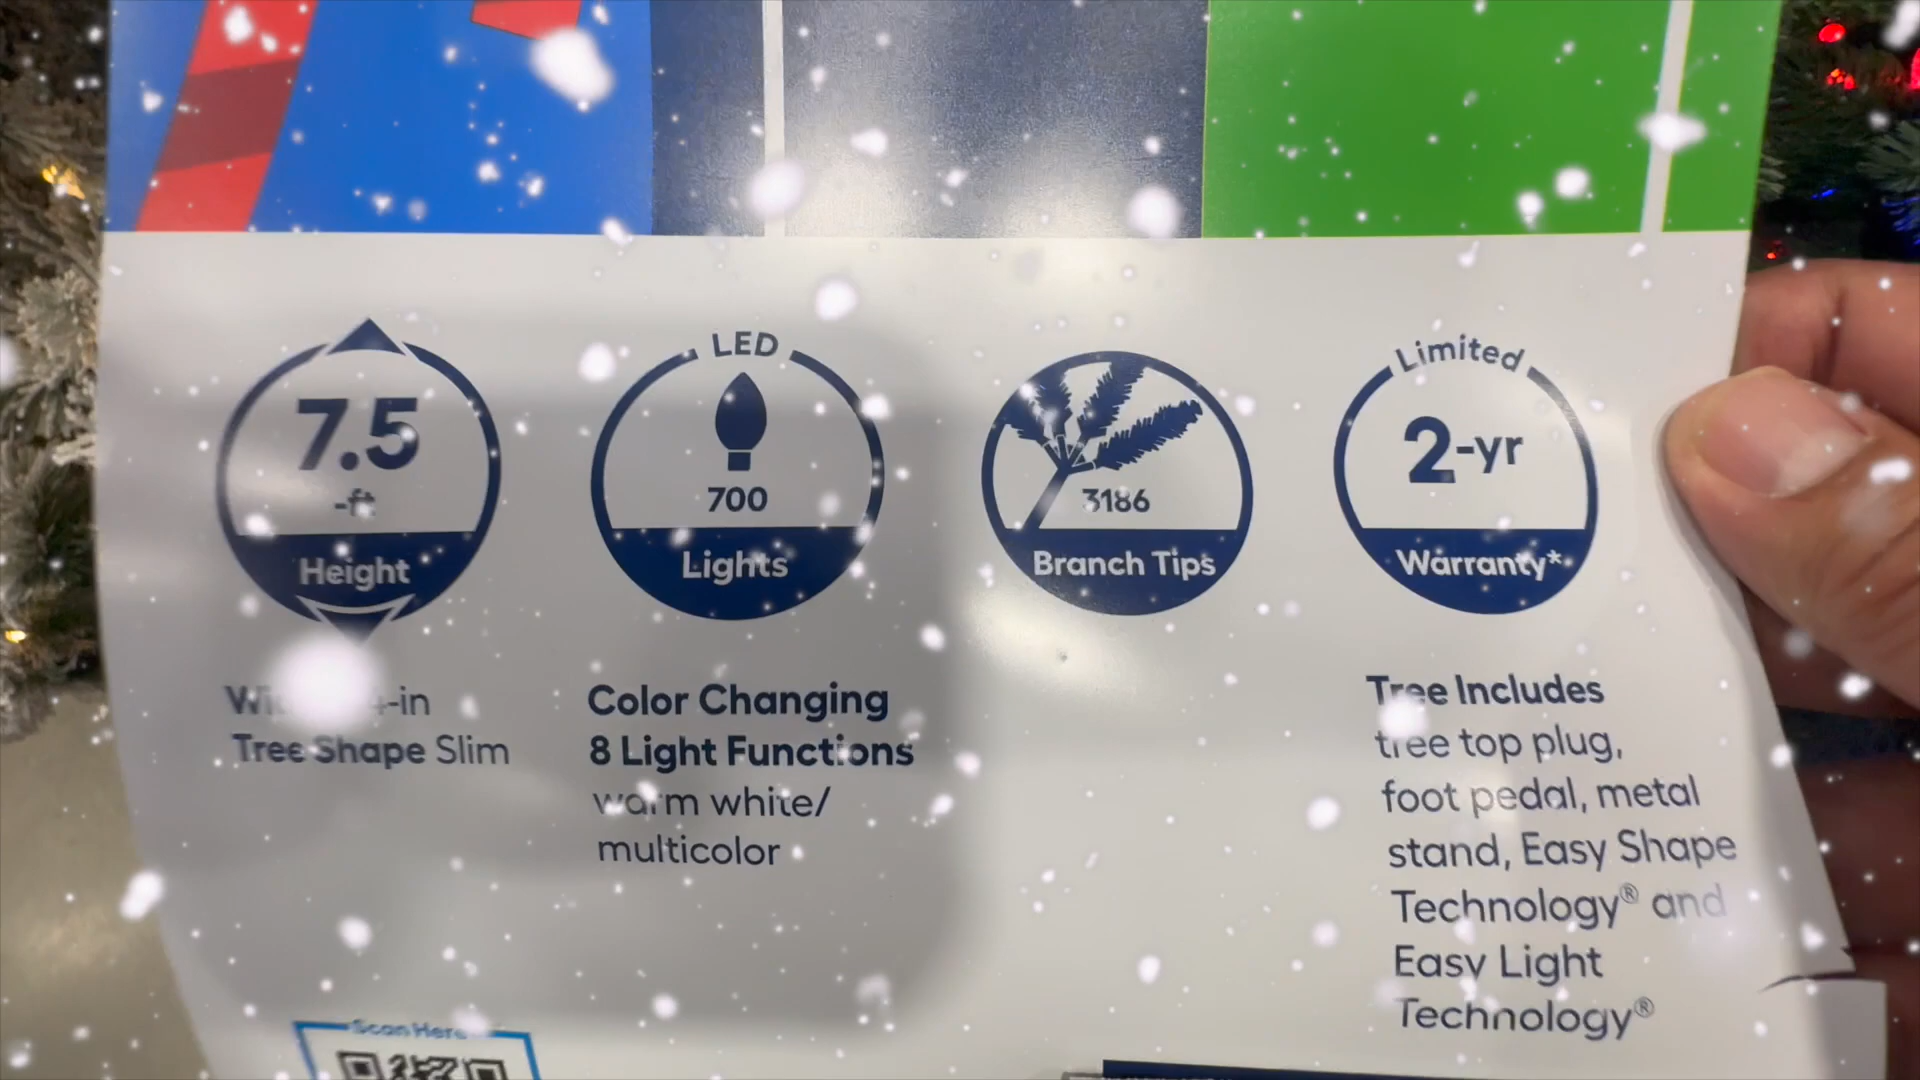 7.5
-ft
Height
-in
Tree Shape Slim
LED
700
Lights
Color Changing
8 Light Functions
warm white/
multicolor
3186
Branch Tips
Limited
2-yr
Warranty*
Tree Includes
tree top plug,
foot pedal, metal
stand, Easy Shape
Technology® and
Easy Light
Technology®
Scan Here